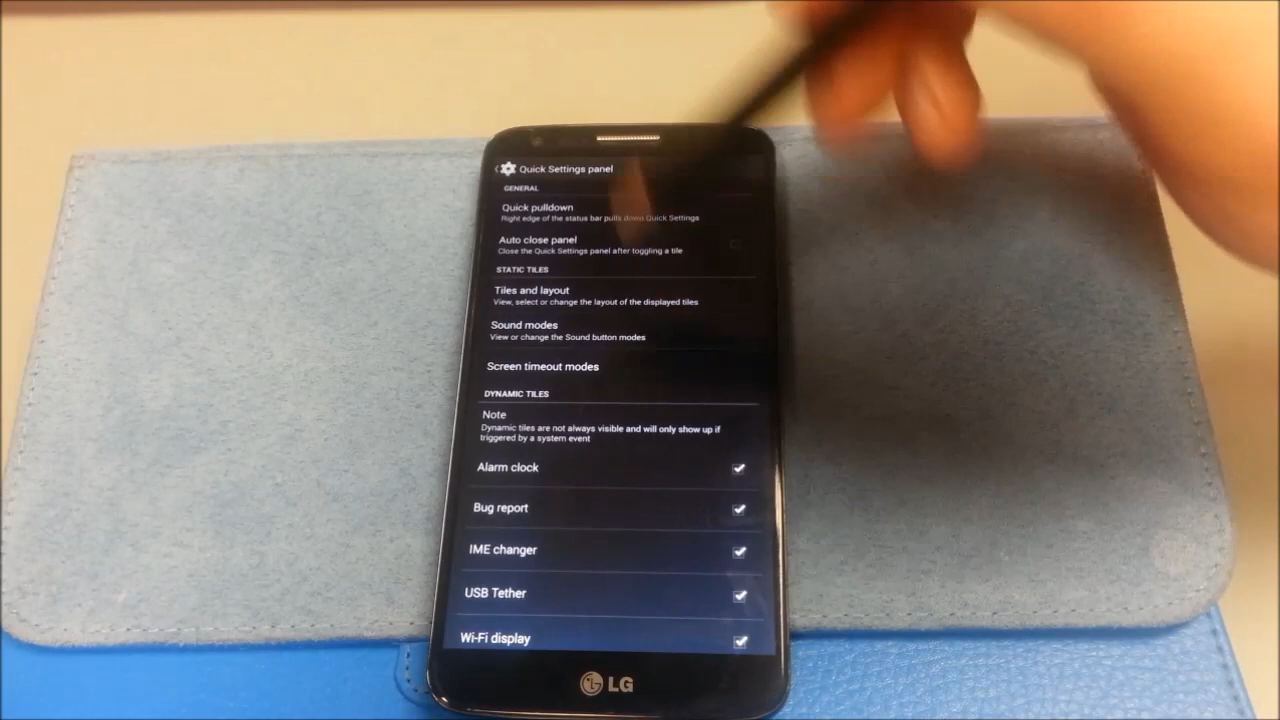 Quick Settings panel
GENERAL
Quick pulldown
Right edge of the status bar pulls down Quick Settings
Auto close panel
Close the Quick Settings panel after toggling a tile
STATIC TILES
Tiles and layout
View, select or change the layout of the displayed tiles
Sound modes
View or change the Sound button modes
Screen timeout modes
DYNAMIC TILES
Note
Dynamic tiles are not always visible and will only show up if
triggered by a system event
Alarm clock
Bug report
IME changer
USB Tether
Wi-Fi display
LG